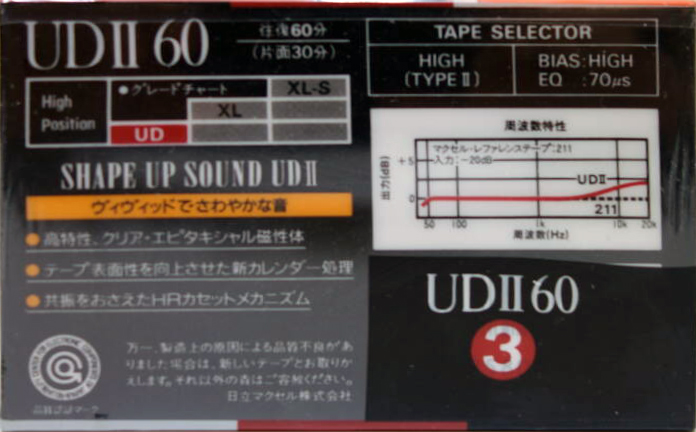 UDⅡ 60
往復60分
(片面30分)
High
Position
●グレードチャート
XL-S
XL
UD
SHAPE UP SOUND UDⅡ
ヴィヴィッドで・さわやかな音
●高特性、クリア・エピタキシャル磁性体
●テープ表面性を向上させた新カレンダー処理
●共振をおさえたHRカセットメカニズム
万一、製造上の原因による品質不良があ
りました場合は、新しいテープとお取りか
えします。それ以外の責はご容赦ください。
日立マクセル株式会社
TAPE SELECTOR
HIGH
(TYPEⅡ)
BIAS:HIGH
EQ :70μs
周波数特性
マクセル・レファレンステープ:211
入力:-20dB
出力(dB)
+5
0
UDⅡ
211
50 100 1k 10k 20k
周波数(Hz)
UDⅡ60
3